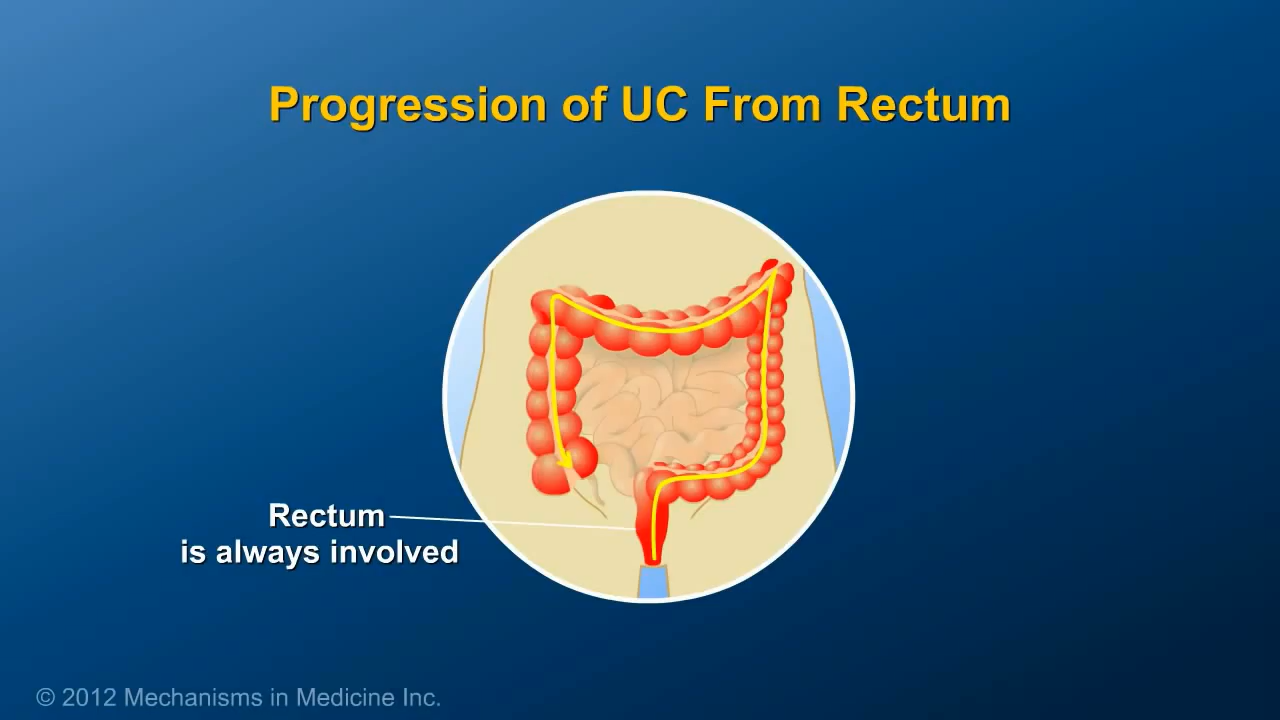 Progression of UC From Rectum
Rectum
is always involved
© 2012 Mechanisms in Medicine Inc.